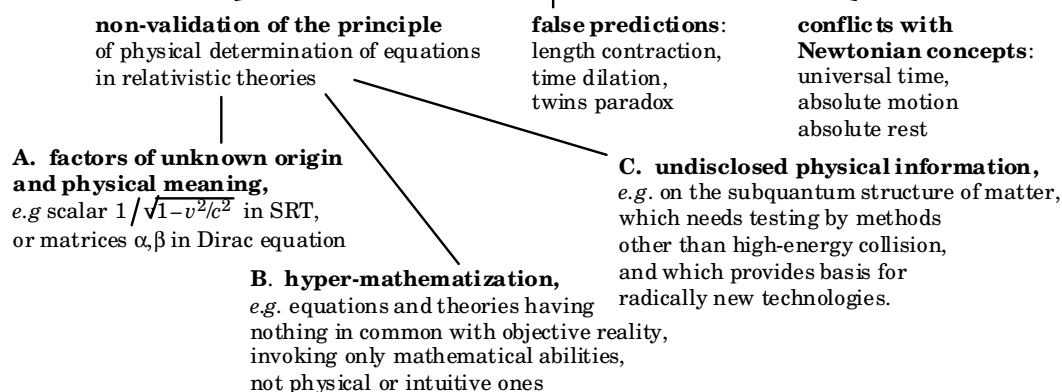 non-validation of the principle
of physical determination of equations
in relativistic theories
false predictions:
length contraction,
time dilation,
twins paradox
conflicts with
Newtonian concepts:
universal time,
absolute motion
absolute rest
A. factors of unknown origin
and physical meaning,
e.g scalar 1/√1−v²/c² in SRT,
or matrices α,β in Dirac equation
B. hyper-mathematization,
e.g. equations and theories having
nothing in common with objective reality,
invoking only mathematical abilities,
not physical or intuitive ones
C. undisclosed physical information,
e.g. on the subquantum structure of matter,
which needs testing by methods
other than high-energy collision,
and which provides basis for
radically new technologies.